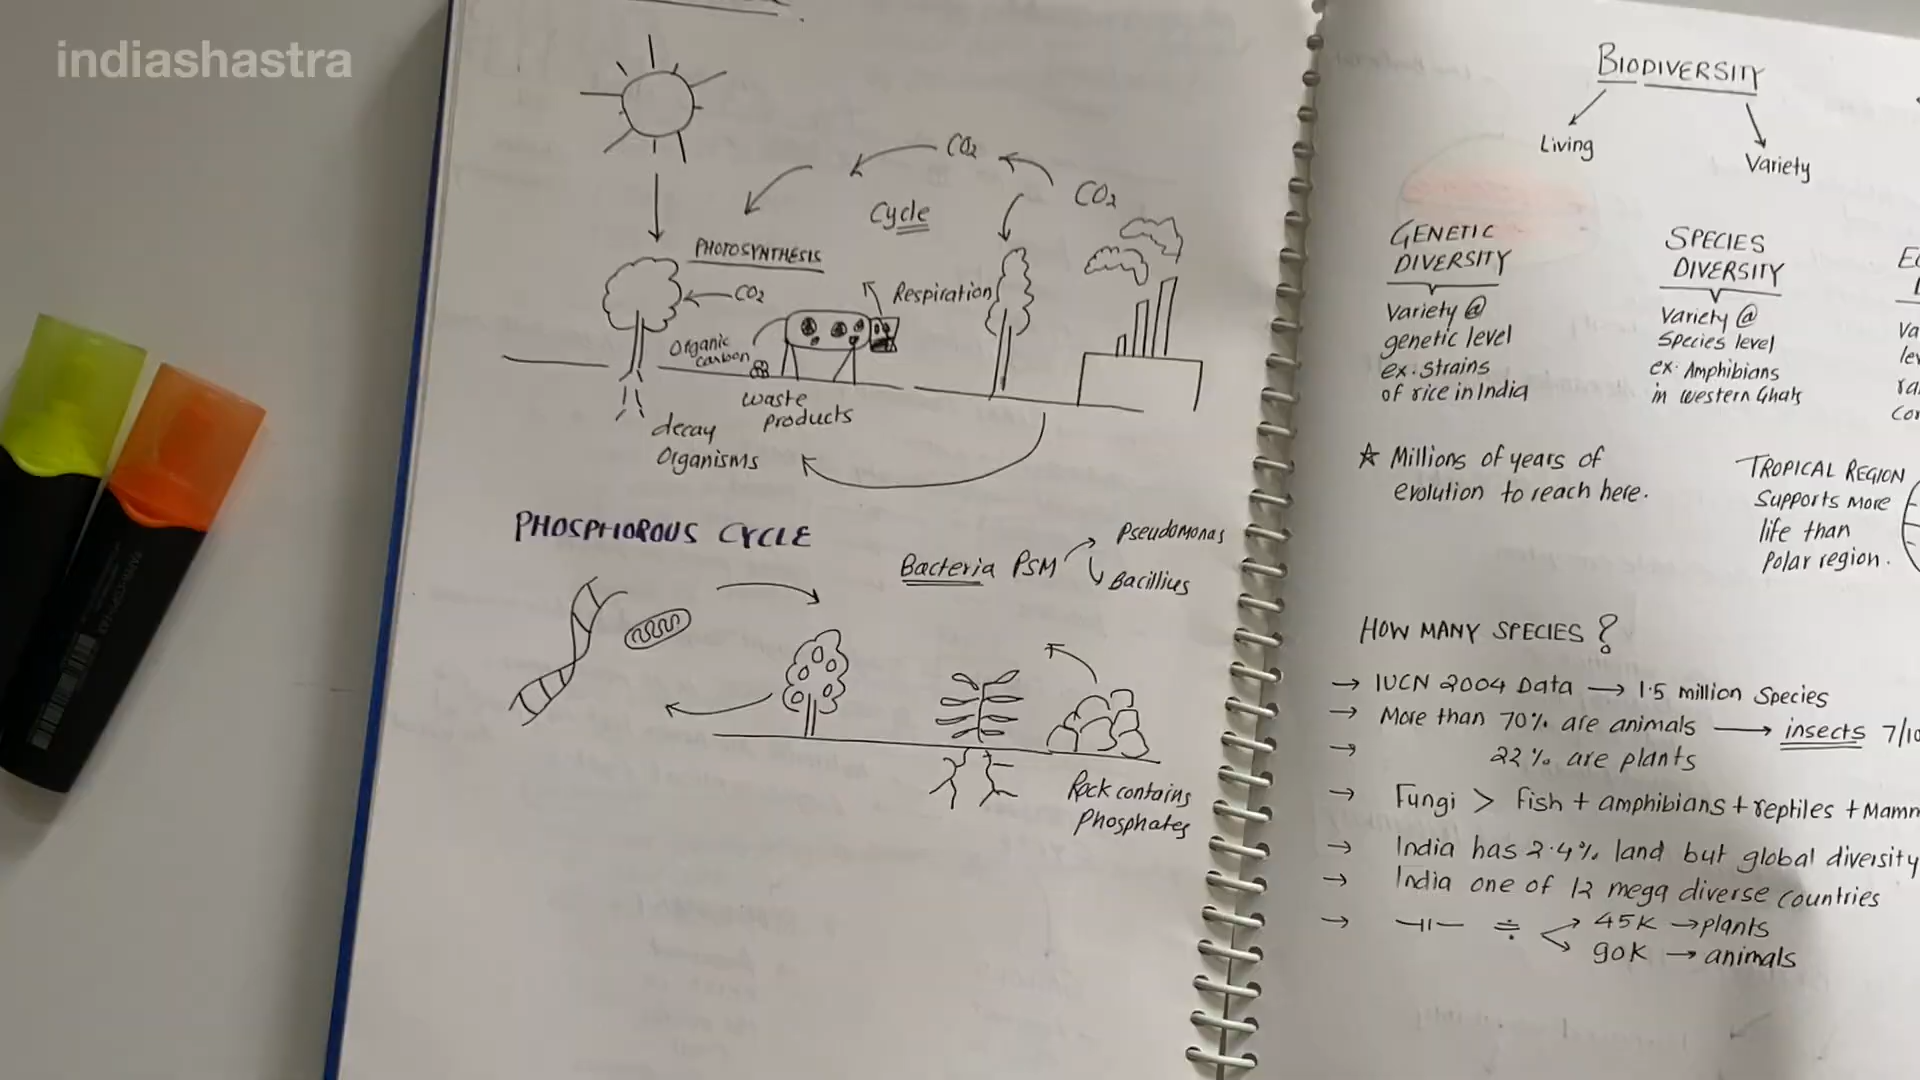 indiashastra
CO2
CO2
Cycle
PHOTOSYNTHESIS
CO2
Respiration
Organic
Carbon
waste
products
decay
Organisms
PHOSPHOROUS CYCLE
Bacteria PSM
Pseudomonas
Bacillius
Rock contains
Phosphates
BIODIVERSITY
Living
Variety
GENETIC
DIVERSITY
Variety @
genetic level
ex: Strains
of rice in India
SPECIES
DIVERSITY
Variety @
Species level
ex: Amphibians
in western Ghats
☆ Millions of years of
evolution to reach here.
TROPICAL REGION
Supports more
life than
Polar region.
HOW MANY SPECIES ?
→ IUCN 2004 Data → 1.5 million Species
→ More than 70% are animals → insects 7/10
→ 22% are plants
→ Fungi > Fish + amphibians + reptiles + Mamm
→ India has 2.4% land but global diversity
→ India one of 12 mega diverse countries
→ 45K → plants
90K → animals